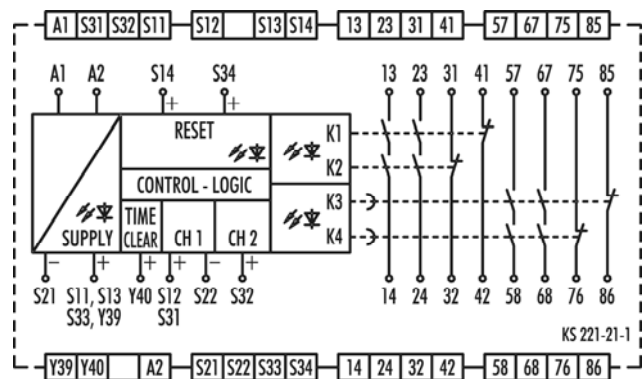 A1 S31 S32 S11 S12 S13 S14 13 23 31 41 57 67 75 85
A1 A2 S14 S34 13 23 31 41 57 67 75 85
+ +
RESET K1
K2
CONTROL - LOGIC
TIME K3
SUPPLY CLEAR CH 1 CH 2 K4
− + + + − +
S21 S11, S13 Y40 S12 S22 S32 14 24 32 42 58 68 76 86
S33, Y39 S31
KS 221-21-1
Y39 Y40 A2 S21 S22 S33 S34 14 24 32 42 58 68 76 86